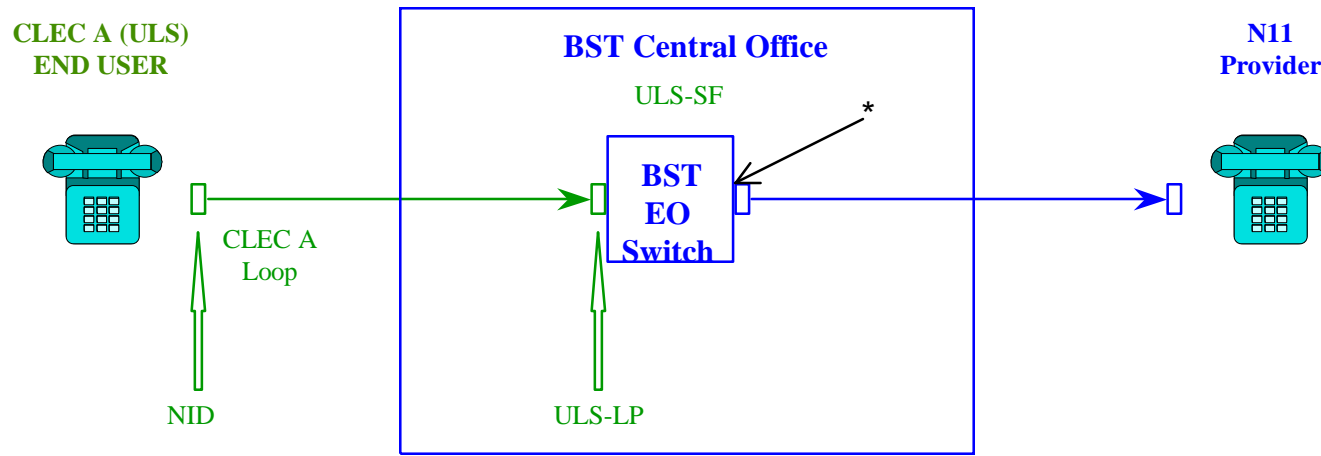 CLEC A (ULS)
END USER
BST Central Office
N11
Provider
ULS-SF
*
BST
EO
Switch
CLEC A
Loop
NID
ULS-LP